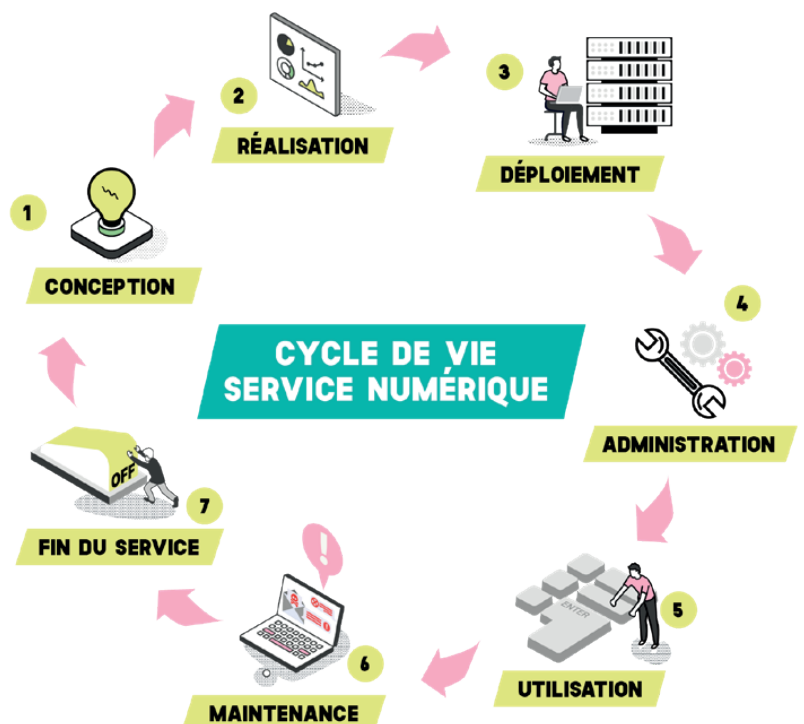 1
CONCEPTION
2
RÉALISATION
3
DÉPLOIEMENT
4
ADMINISTRATION
5
ENTER
UTILISATION
6
MAINTENANCE
7
OFF
FIN DU SERVICE
CYCLE DE VIE
SERVICE NUMÉRIQUE
!